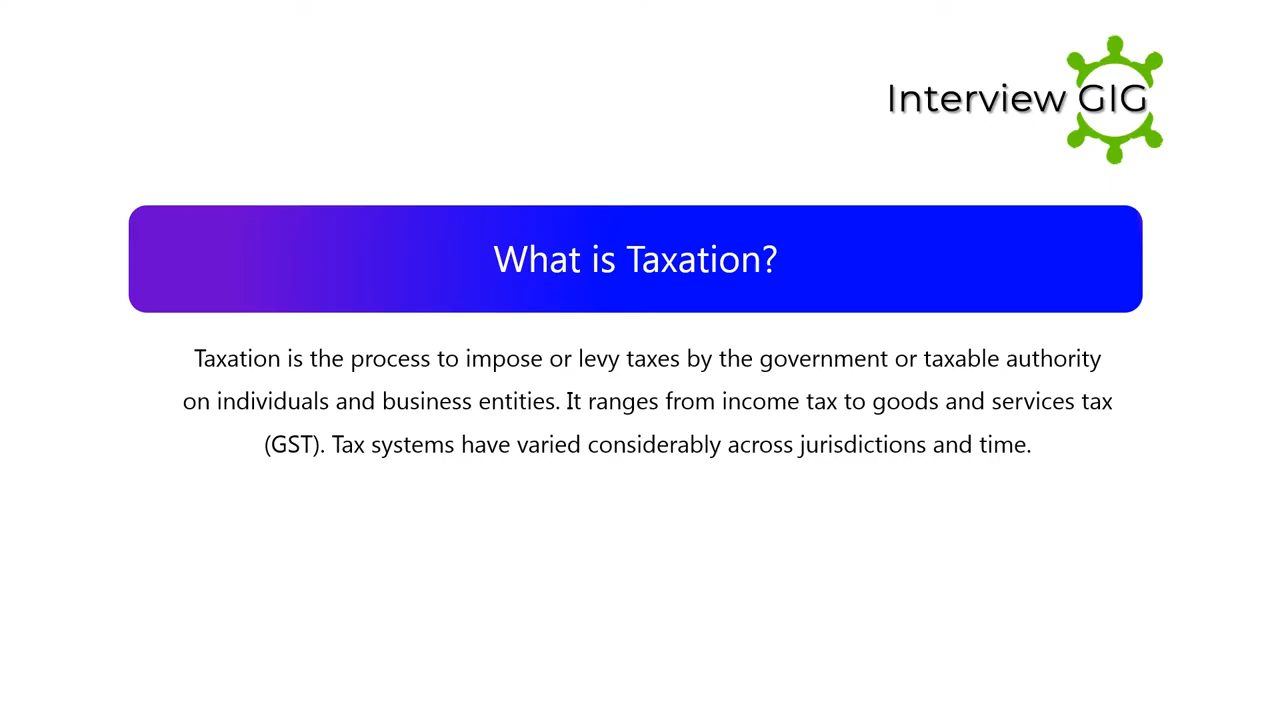 Interview GIG
What is Taxation?
Taxation is the process to impose or levy taxes by the government or taxable authority
on individuals and business entities. It ranges from income tax to goods and services tax
(GST). Tax systems have varied considerably across jurisdictions and time.